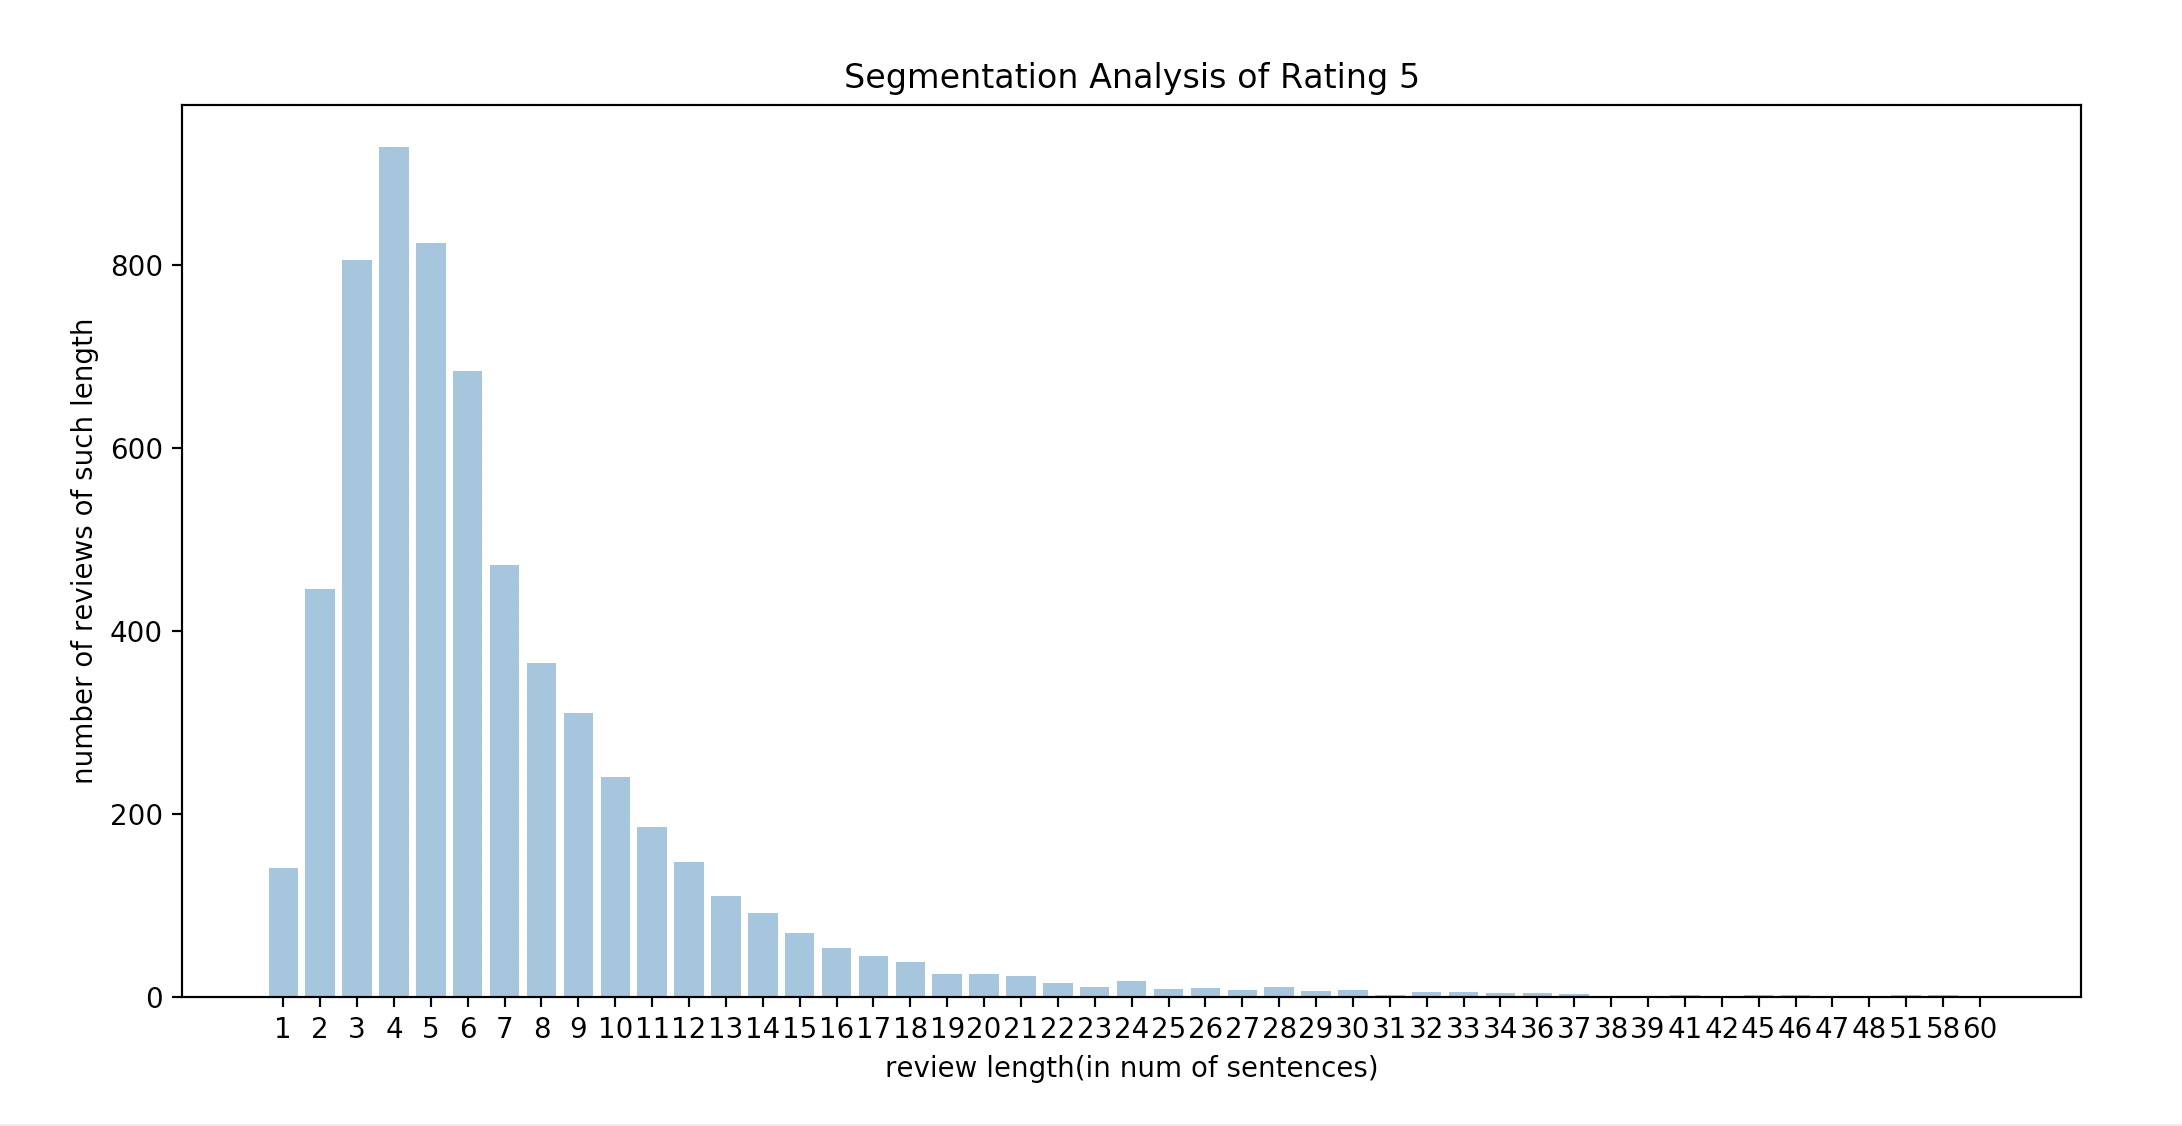 Segmentation Analysis of Rating 5
number of reviews of such length
800
600
400
200
0
1 2 3 4 5 6 7 8 9 10 11 12 13 14 15 16 17 18 19 20 21 22 23 24 25 26 27 28 29 30 31 32 33 34 36 37 38 39 41 42 45 46 47 48 51 58 60
review length(in num of sentences)